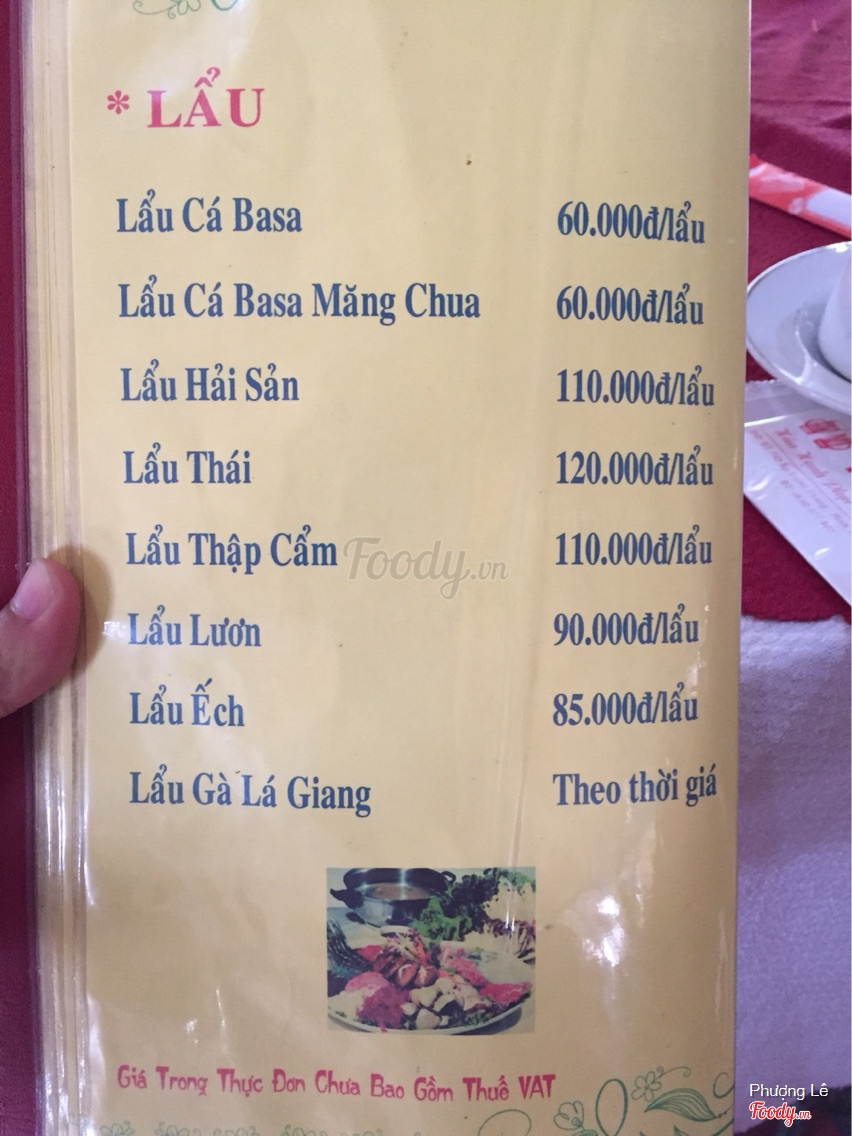 * LẨU
Lẩu Cá Basa 60.000đ/lẩu
Lẩu Cá Basa Măng Chua 60.000đ/lẩu
Lẩu Hải Sản 110.000đ/lẩu
Lẩu Thái 120.000đ/lẩu
Lẩu Thập Cẩm 110.000đ/lẩu
Foody.vn
Lẩu Lươn 90.000đ/lẩu
Lẩu Ếch 85.000đ/lẩu
Lẩu Gà Lá Giang Theo thời giá
Giá Trong Thực Đơn Chưa Bao Gồm Thuế VAT
Phượng Lê
Foody.vn